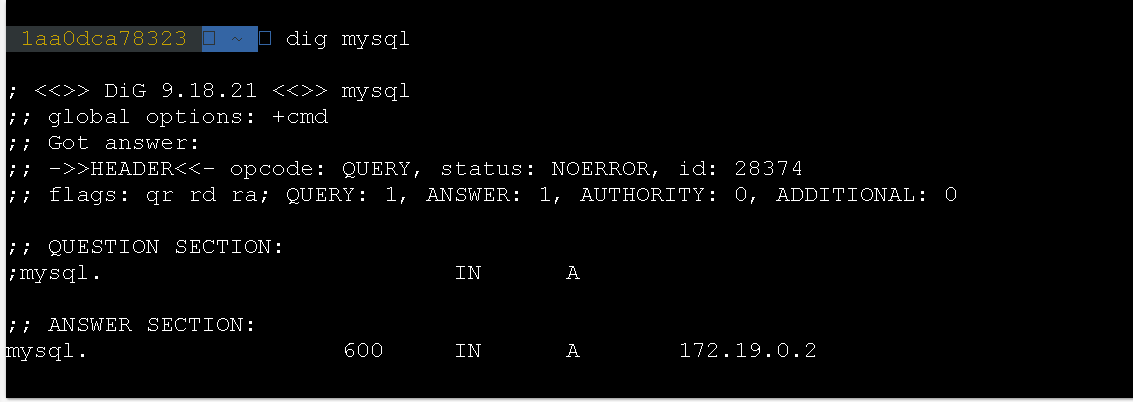 1aa0dca78323 ~ dig mysql
; <<>> DiG 9.18.21 <<>> mysql
;; global options: +cmd
;; Got answer:
;; ->>HEADER<<- opcode: QUERY, status: NOERROR, id: 28374
;; flags: qr rd ra; QUERY: 1, ANSWER: 1, AUTHORITY: 0, ADDITIONAL: 0
;; QUESTION SECTION:
;mysql. IN A
;; ANSWER SECTION:
mysql. 600 IN A 172.19.0.2